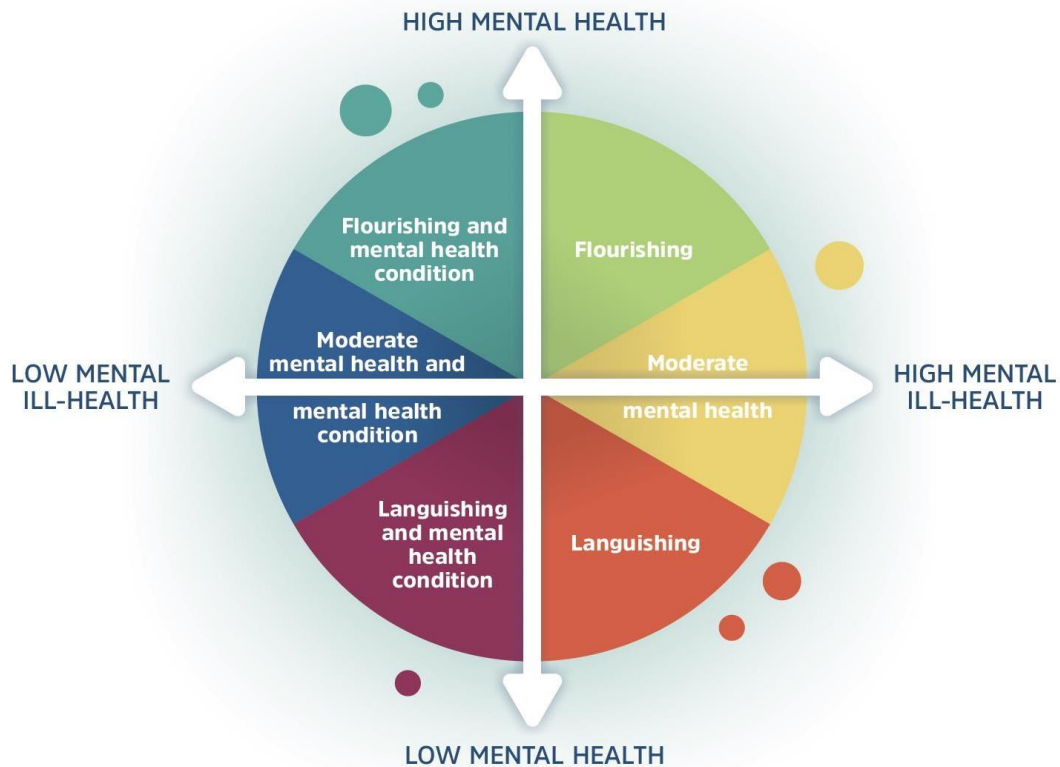 HIGH MENTAL HEALTH
Flourishing and
mental health
condition
Flourishing
Moderate
mental health and
mental health
condition
Moderate
mental health
LOW MENTAL
ILL-HEALTH
HIGH MENTAL
ILL-HEALTH
Languishing
and mental
health
condition
Languishing
LOW MENTAL HEALTH